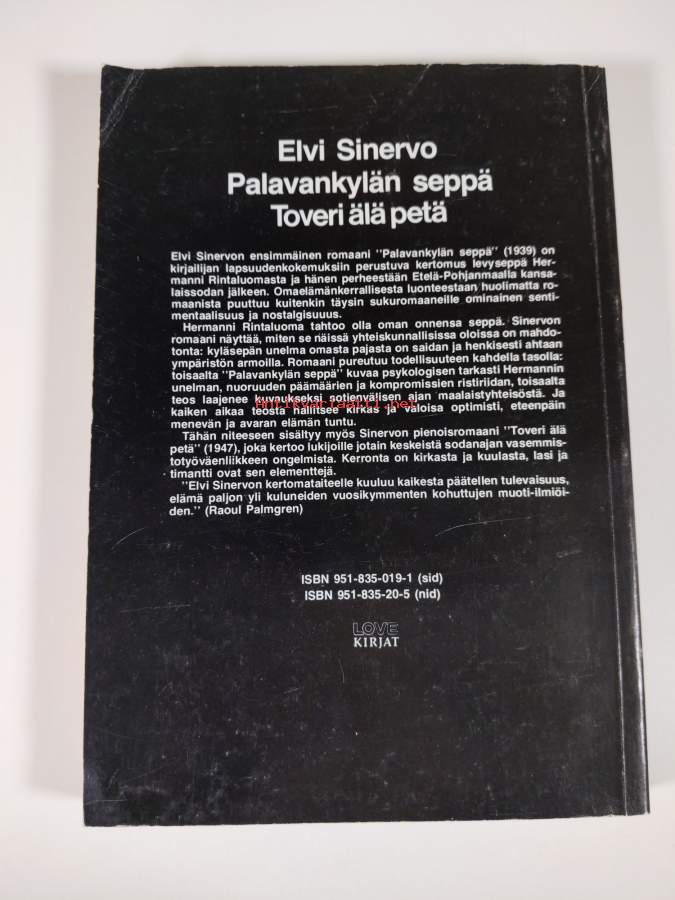 Elvi Sinervo
Palavankylän seppä
Toveri älä petä
Elvi Sinervon ensimmäinen romaani "Palavankylän seppä" (1939) on
kirjailijan lapsuudenkokemuksiin perustuva kertomus levyseppä Her-
manni Rintaluomasta ja hänen perheestään Etelä-Pohjanmaalla kansa-
laissodan jälkeen. Omaelämänkerrallisesta luonteestaan huolimatta ro-
maanista puuttuu kuitenkin täysin sukuromaaneille ominainen senti-
mentaalisuus ja nostalgisuuus.
Hermanni Rintaluoma tahtoo olla oman onnensa seppä. Sinervon
romaani näyttää, miten se näissä yhteiskunnallisissa oloissa on mahdo-
tonta: kyläsepän unelma omasta pajasta on saidan ja henkisesti ahtaan
ympäristön armoilla. Romaani pureutuu todellisuuteen kahdella tasolla:
toisaalta "Palavankylän seppä" kuvaa psykologisen tarkasti Hermannin
unelman, nuoruuden päämäärien ja kompromissien ristiriidan, toisaalta
teos laajenee kuvaukseksi sotienvälisen ajan maalaistyhteisöstä. Ja
Antikvariaatti.net
kaiken aikaa teosta hallitsee kirkas ja valoisa optimisti, eteenpäin
menevän ja avaran elämän tuntu.
Tähän niteeseen sisältyy myös Sinervon pienoisromaani "Toveri älä
petä" (1947), joka kertoo lukijoille jotain keskeistä sodanajan vasemmis-
totyöväenliikkeen ongelmista. Kerronta on kirkasta ja kuulasta, lasi ja
timantti ovat sen elementtejä.
"Elvi Sinervon kertomataiteelle kuuluu kaikesta päätellen tulevaisuus,
elämä paljon yli kuluneiden vuosikymmenten kohuttujen muoti-ilmiöi-
den." (Raoul Palmgren)
ISBN 951-835-019-1 (sid)
ISBN 951-835-20-5 (nid)
LOVE
KIRJAT